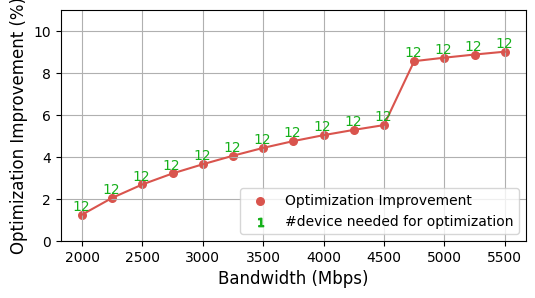 Optimization Improvement (%)
10
8
6
4
2
0
12 12 12 12 12 12 12 12 12 12 12 12 12 12 12
Optimization Improvement
1 #device needed for optimization
2000 2500 3000 3500 4000 4500 5000 5500
Bandwidth (Mbps)